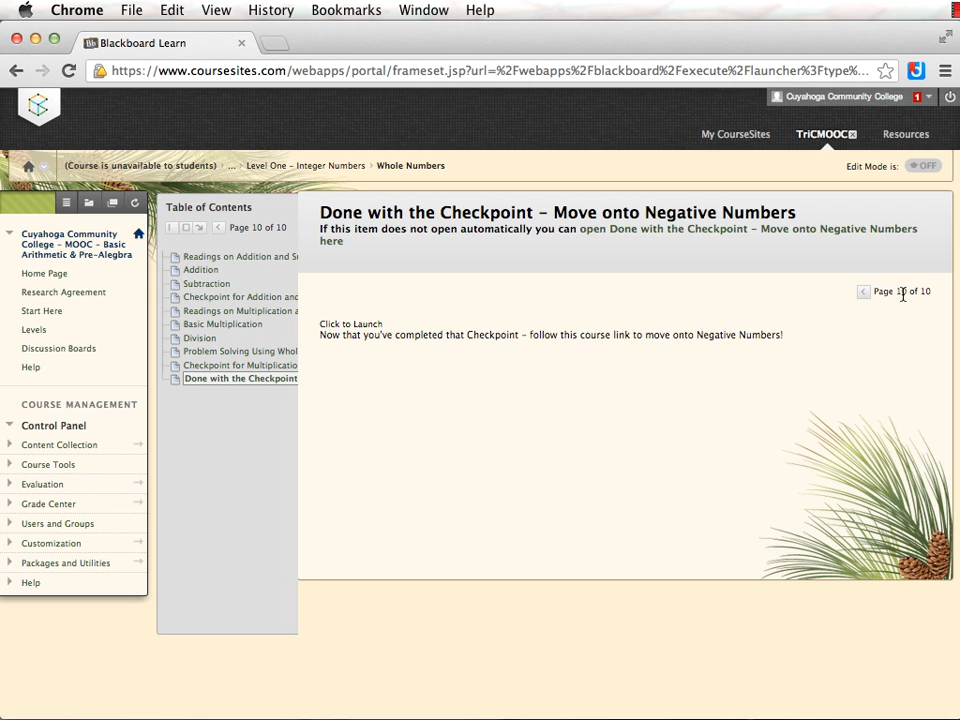 Chrome File Edit View History Bookmarks Window Help
Bb Blackboard Learn
https://www.coursesites.com/webapps/portal/frameset.jsp?url=%2Fwebapps%2Fblackboard%2Fexecute%2Flauncher%3Ftype%...
Cuyahoga Community College 1
My CourseSites TriCMOOC Resources
(Course is unavailable to students) › ... Level One – Integer Numbers › Whole Numbers Edit Mode is: OFF
Cuyahoga Community
College – MOOC – Basic
Arithmetic & Pre-Alegbra
Home Page
Research Agreement
Start Here
Levels
Discussion Boards
Help
COURSE MANAGEMENT
Control Panel
Content Collection
Course Tools
Evaluation
Grade Center
Users and Groups
Customization
Packages and Utilities
Help
Table of Contents
Page 10 of 10
Readings on Addition and Su
Addition
Subtraction
Checkpoint for Addition and
Readings on Multiplication a
Basic Multiplication
Division
Problem Solving Using Whol
Checkpoint for Multiplicatio
Done with the Checkpoint
Done with the Checkpoint – Move onto Negative Numbers
If this item does not open automatically you can open Done with the Checkpoint – Move onto Negative Numbers
here
Page 10 of 10
Click to Launch
Now that you've completed that Checkpoint – follow this course link to move onto Negative Numbers!